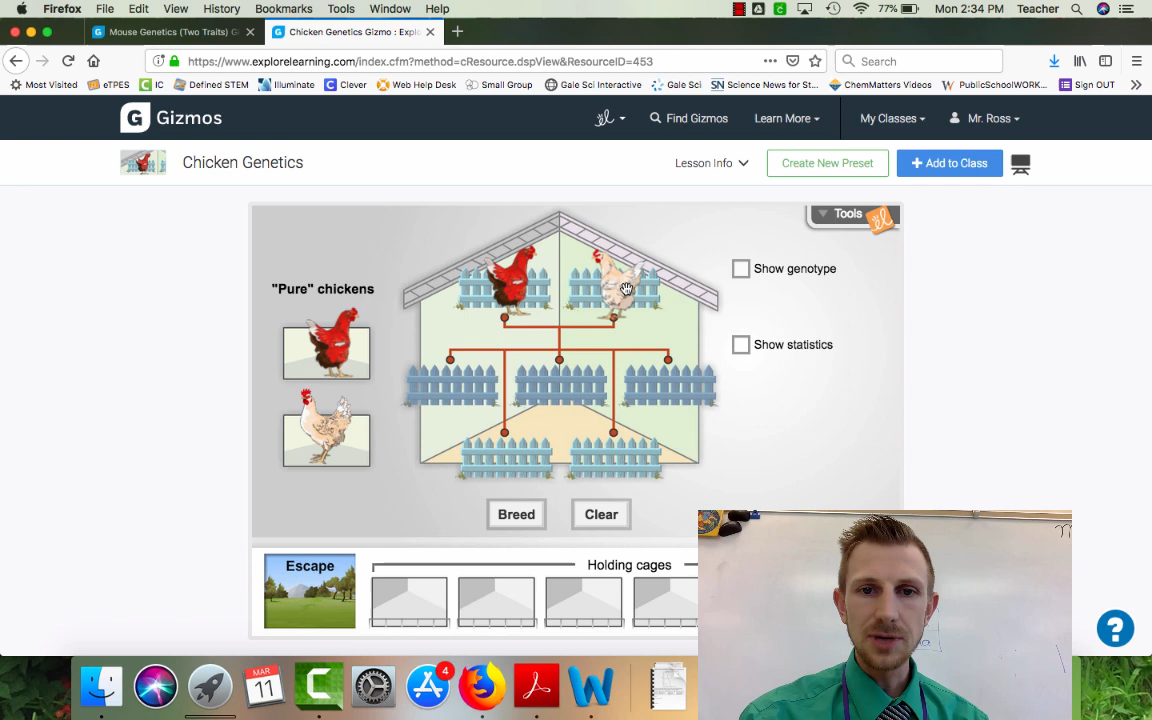 Firefox File Edit View History Bookmarks Tools Window Help 77% Mon 2:34 PM Teacher
G Mouse Genetics (Two Traits) G × G Chicken Genetics Gizmo : Explo × +
https://www.explorelearning.com/index.cfm?method=cResource.dspView&ResourceID=453 Search
Most Visited eTPES IC Defined STEM Illuminate Clever Web Help Desk Small Group Gale Sci Interactive Gale Sci SN Science News for St... ChemMatters Videos W PublicSchoolWORK... Sign OUT
G Gizmos Find Gizmos Learn More My Classes Mr. Ross
Chicken Genetics Lesson Info Create New Preset + Add to Class
Tools
Show genotype
"Pure" chickens
Show statistics
Breed Clear
Escape Holding cages
?
MAR
11
4
W